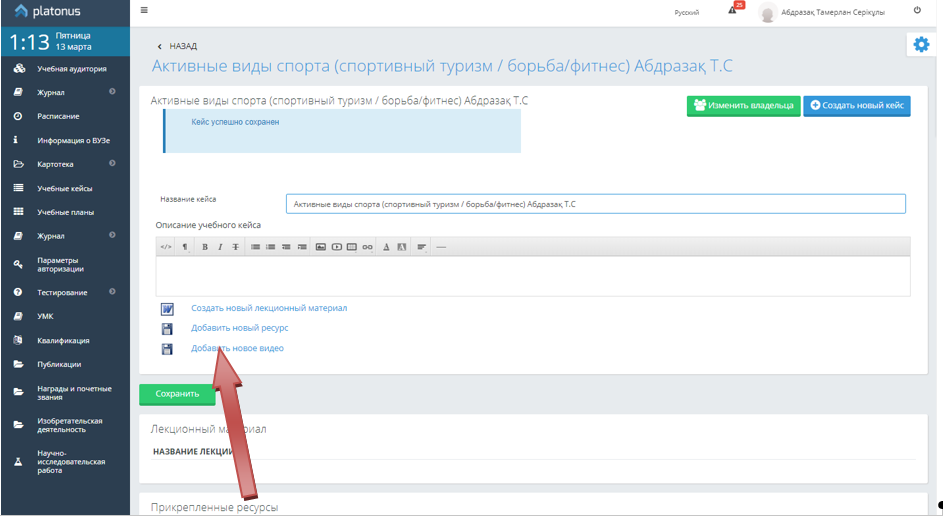 platonus
Русский
25
Абдразақ Тамерлан Серікұлы
1:13
Пятница
13 марта
Учебная аудитория
Журнал
Расписание
Информация о ВУЗе
Картотека
Учебные кейсы
Учебные планы
Журнал
Параметры
авторизации
Тестирование
УМК
Квалификация
Публикации
Награды и почетные
звания
Изобретательская
деятельность
Научно-
исследовательская
работа
НАЗАД
Активные виды спорта (спортивный туризм / борьба/фитнес) Абдразақ Т.С
Активные виды спорта (спортивный туризм / борьба/фитнес) Абдразақ Т.С
Изменить владельца
Создать новый кейс
Кейс успешно сохранен
Название кейса
Активные виды спорта (спортивный туризм / борьба/фитнес) Абдразақ Т.С
Описание учебного кейса
Создать новый лекционный материал
Добавить новый ресурс
Добавить новое видео
Сохранить
Лекционный материал
НАЗВАНИЕ ЛЕКЦИИ
Прикрепленные ресурсы